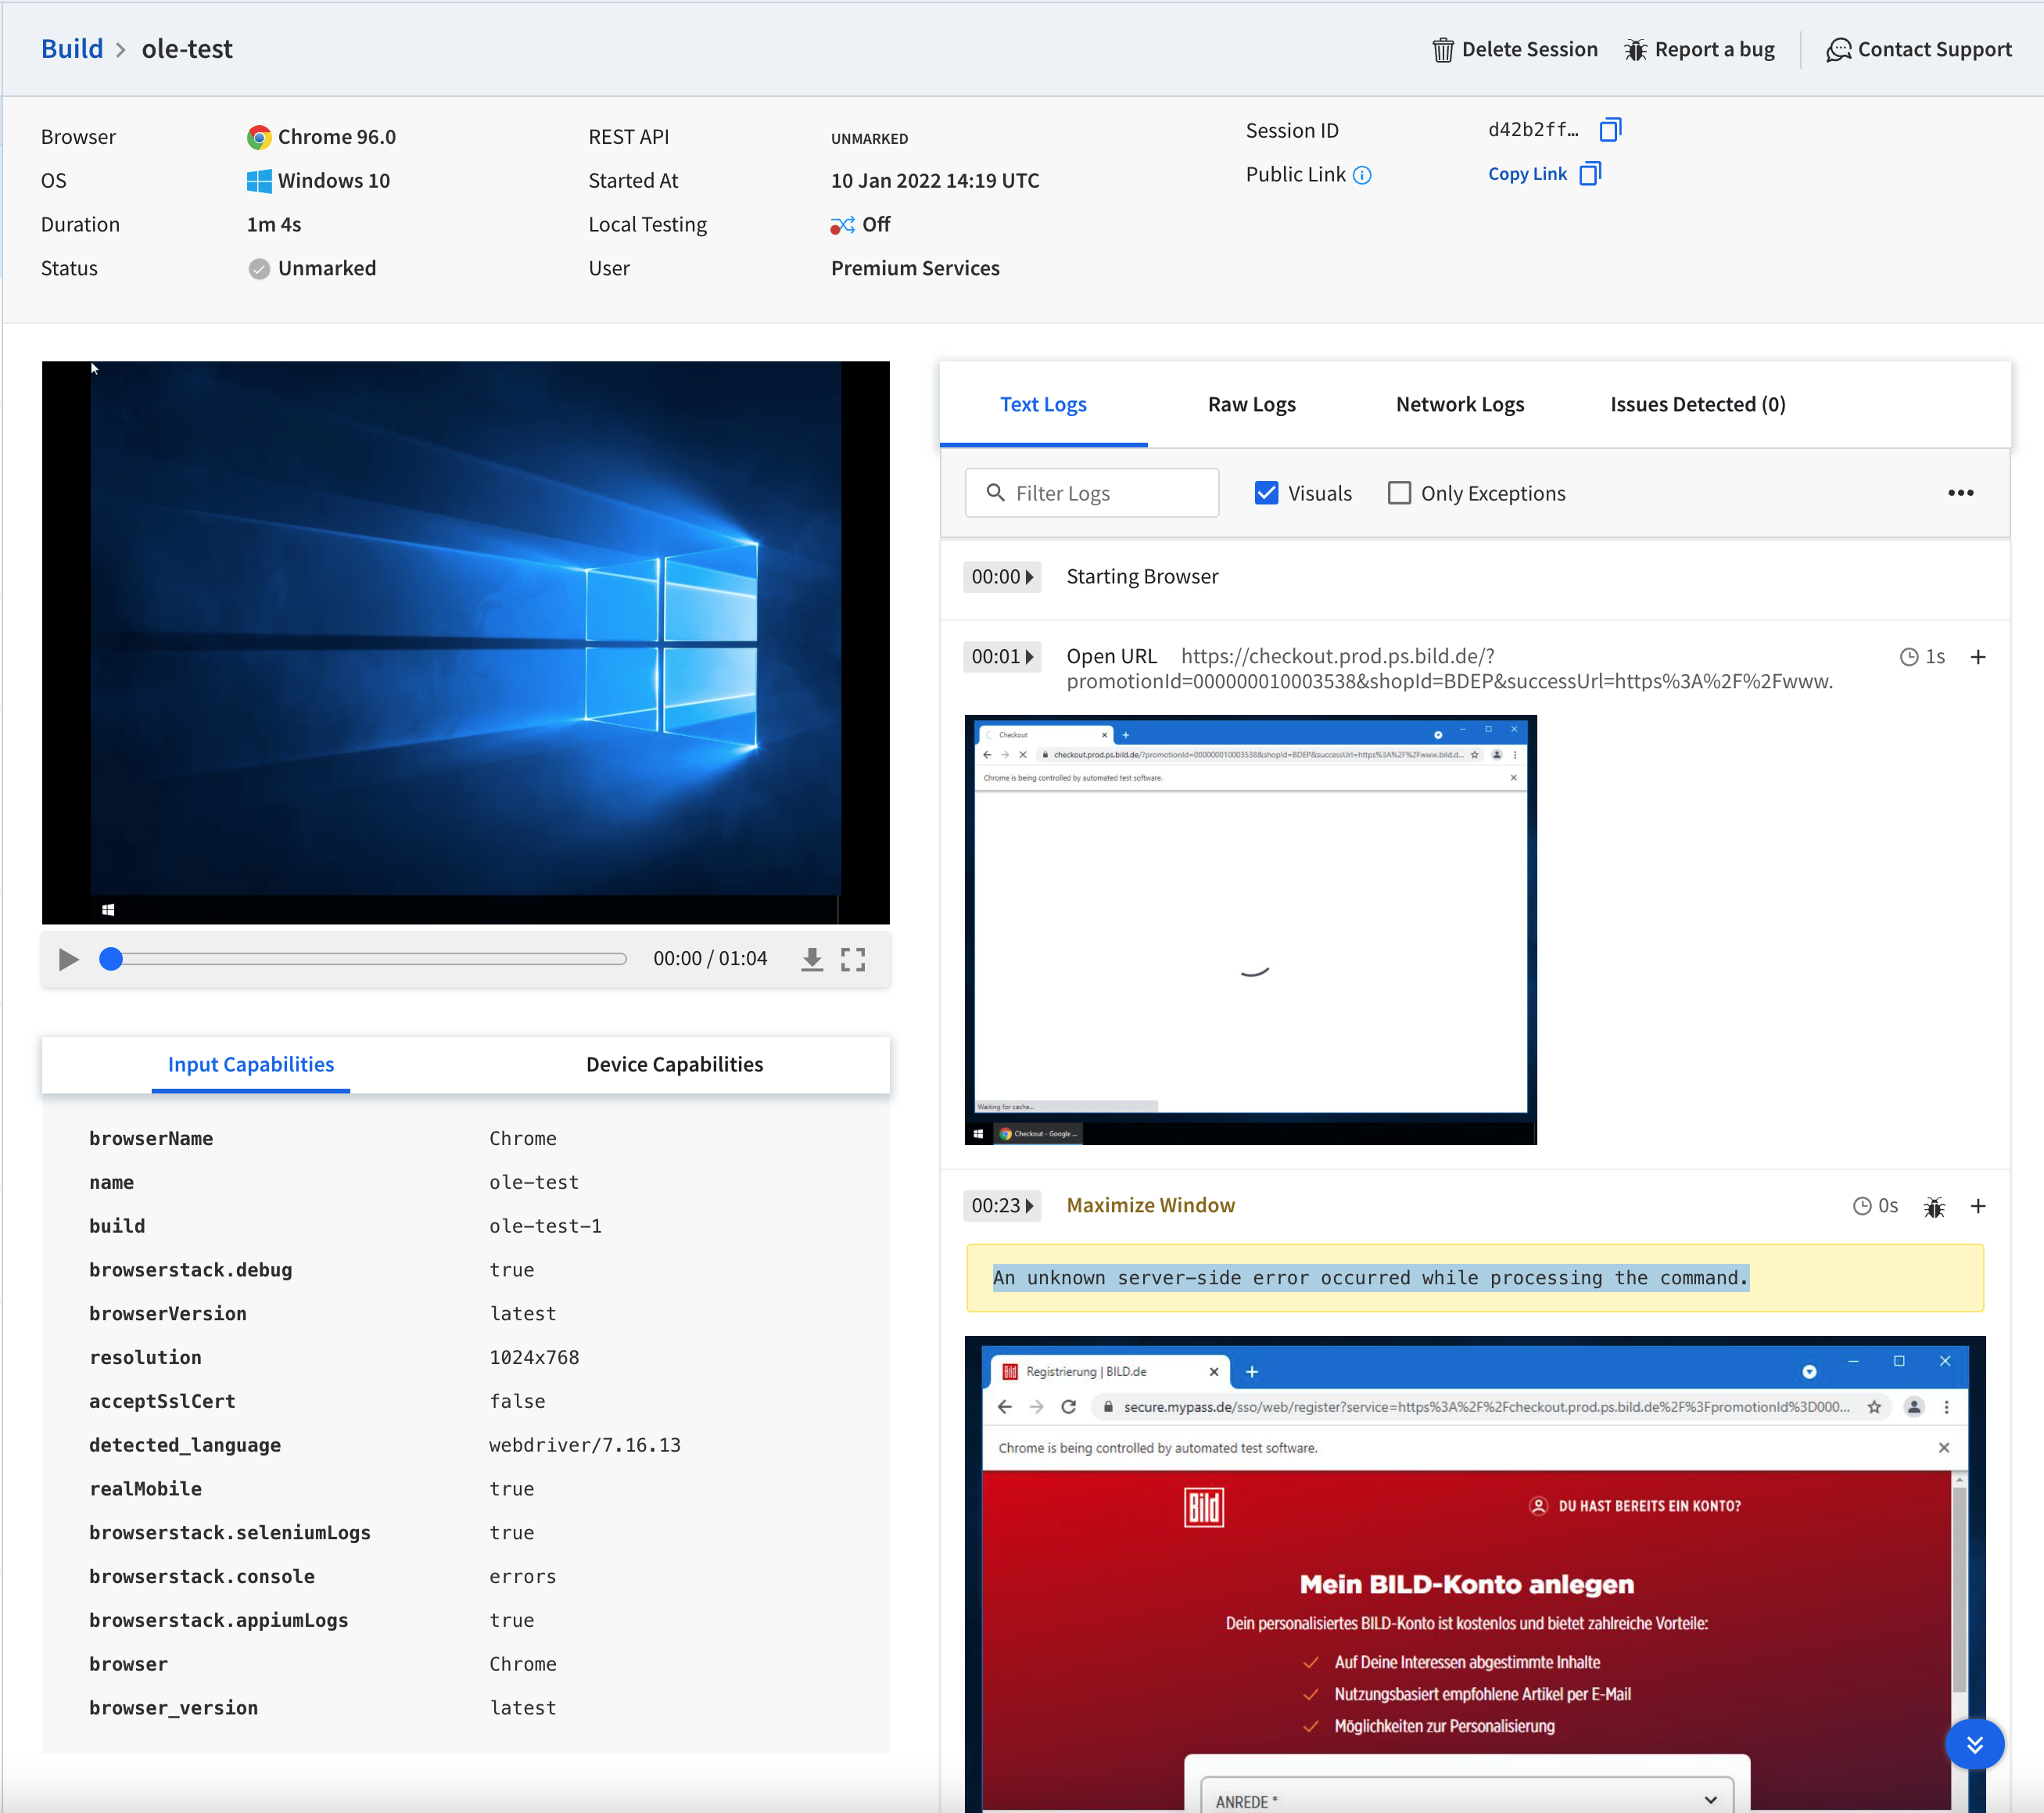 Build > ole-test
Delete Session
Report a bug
Contact Support
Browser Chrome 96.0
OS Windows 10
Duration 1m 4s
Status Unmarked
REST API UNMARKED
Started At 10 Jan 2022 14:19 UTC
Local Testing Off
User Premium Services
Session ID d42b2ff...
Public Link Copy Link
00:00 / 01:04
Input Capabilities Device Capabilities
browserName Chrome
name ole-test
build ole-test-1
browserstack.debug true
browserVersion latest
resolution 1024x768
acceptSslCert false
detected_language webdriver/7.16.13
realMobile true
browserstack.seleniumLogs true
browserstack.console errors
browserstack.appiumLogs true
browser Chrome
browser_version latest
Text Logs Raw Logs Network Logs Issues Detected (0)
Filter Logs Visuals Only Exceptions
00:00 Starting Browser
00:01 Open URL https://checkout.prod.ps.bild.de/? 1s +
promotionId=000000010003538&shopId=BDEP&successUrl=https%3A%2F%2Fwww.
Checkout
checkout.prod.ps.bild.de/?promotionId=000000010003538&shopId=BDEP&successUrl=https%3A%2F%2Fwww.bild.d...
Chrome is being controlled by automated test software.
Waiting for cache...
Checkout - Google ...
00:23 Maximize Window 0s +
An unknown server-side error occurred while processing the command.
Bild Registrierung | BILD.de
secure.mypass.de/sso/web/register?service=https%3A%2F%2Fcheckout.prod.ps.bild.de%2F%3FpromotionId%3D000...
Chrome is being controlled by automated test software.
Bild
DU HAST BEREITS EIN KONTO?
Mein BILD-Konto anlegen
Dein personalisiertes BILD-Konto ist kostenlos und bietet zahlreiche Vorteile:
Auf Deine Interessen abgestimmte Inhalte
Nutzungsbasiert empfohlene Artikel per E-Mail
Möglichkeiten zur Personalisierung
ANREDE *